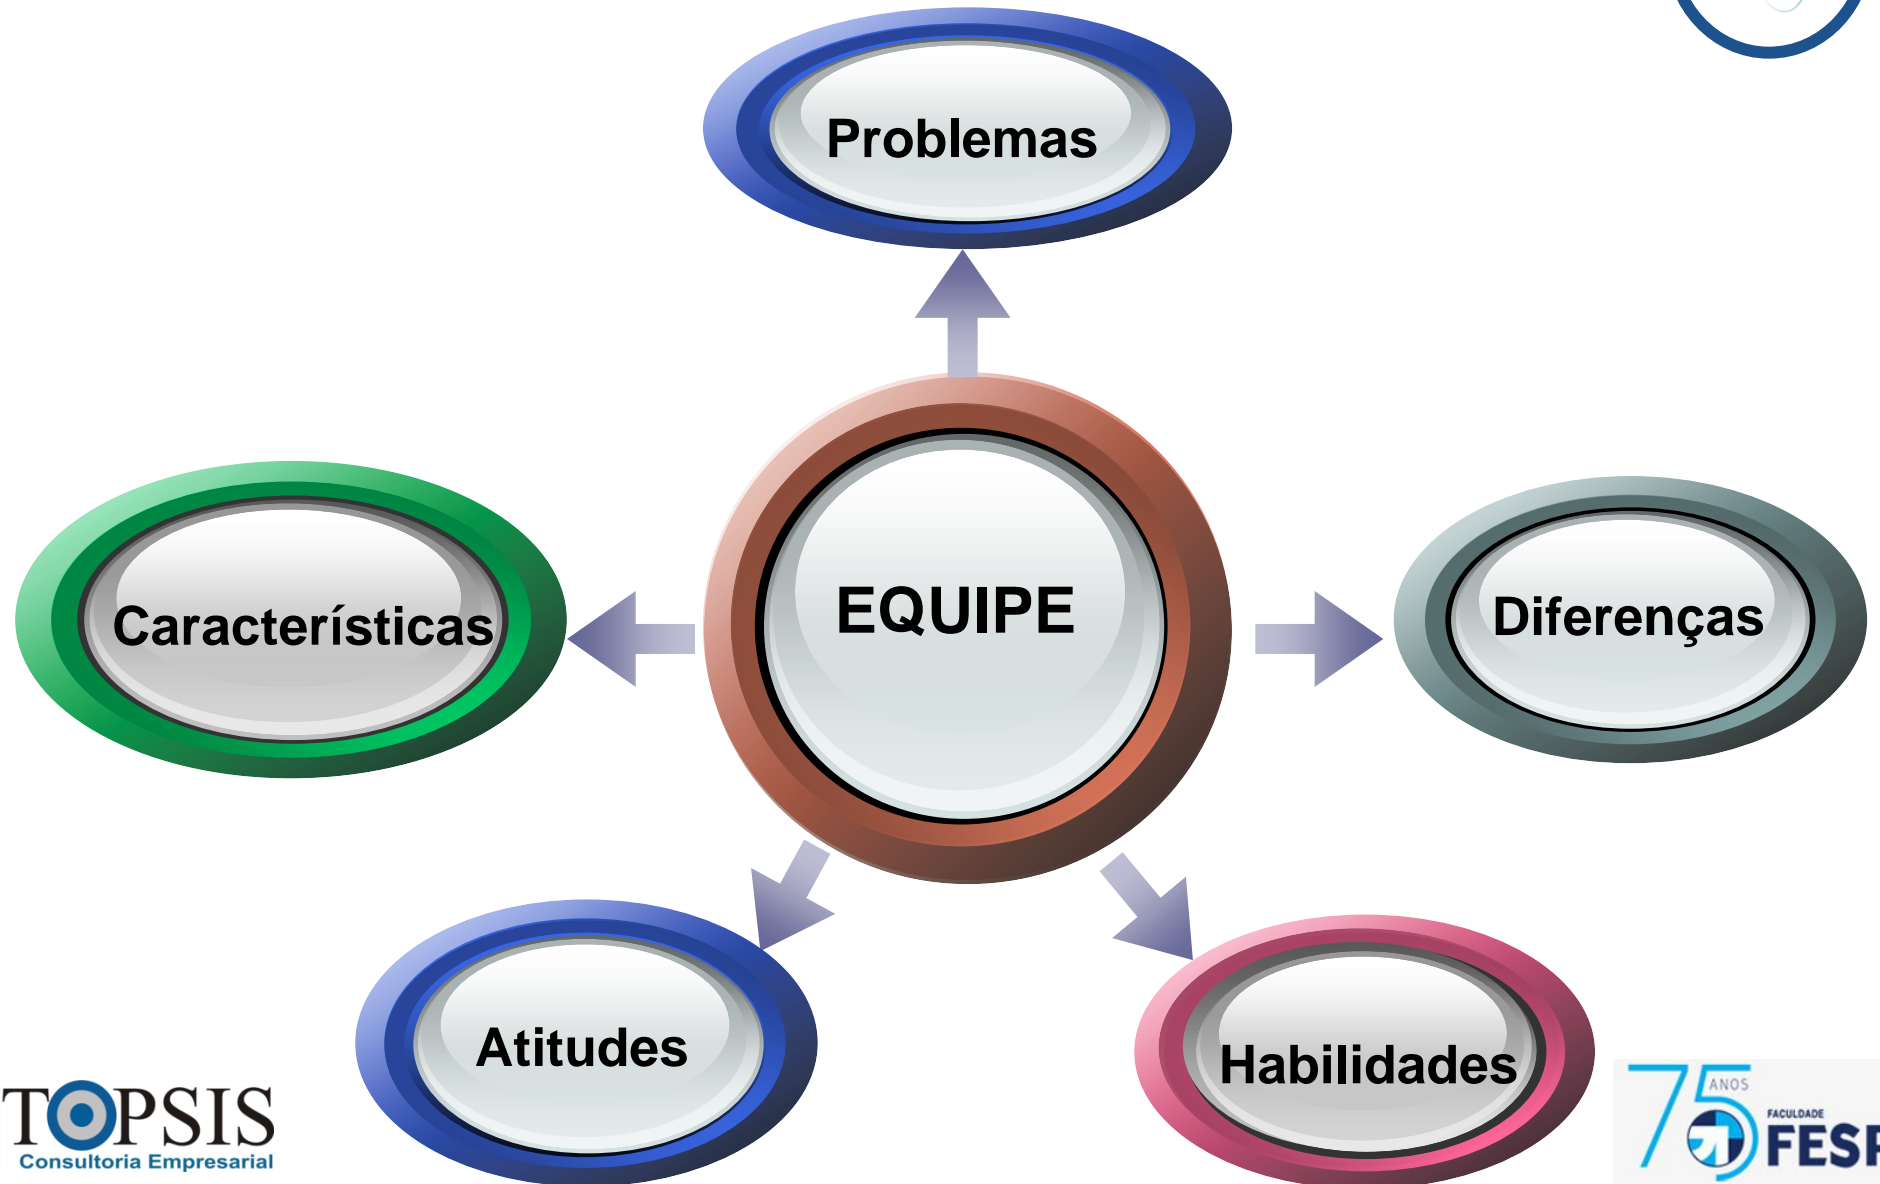 Problemas
Características
EQUIPE
Diferenças
Atitudes
Habilidades
TOPSIS
Consultoria Empresarial
75
ANOS
FACULDADE
FESP